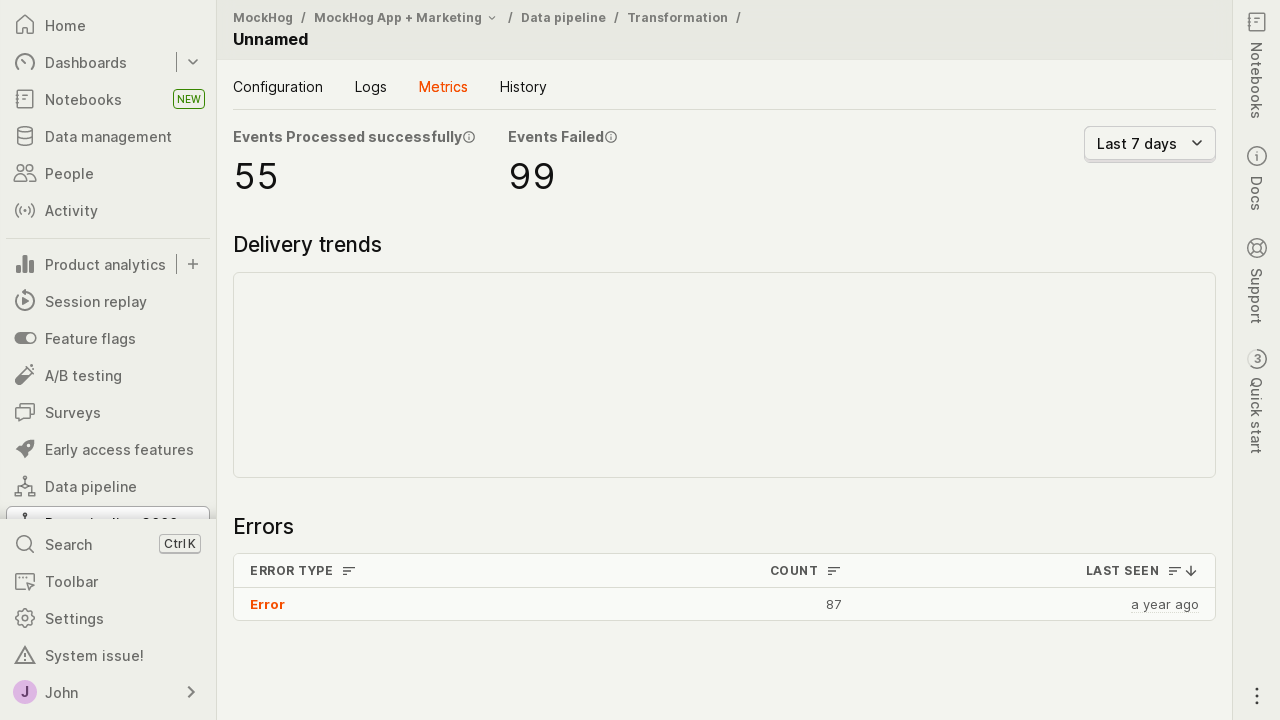 Home
Dashboards
Notebooks NEW
Data management
People
Activity
Product analytics
Session replay
Feature flags
A/B testing
Surveys
Early access features
Data pipeline
Search Ctrl K
Toolbar
Settings
System issue!
J John
MockHog / MockHog App + Marketing / Data pipeline / Transformation /
Unnamed
Configuration Logs Metrics History
Events Processed successfully Events Failed Last 7 days
55 99
Delivery trends
Errors
ERROR TYPE COUNT LAST SEEN
Error 87 a year ago
Notebooks
Docs
Support
3
Quick start